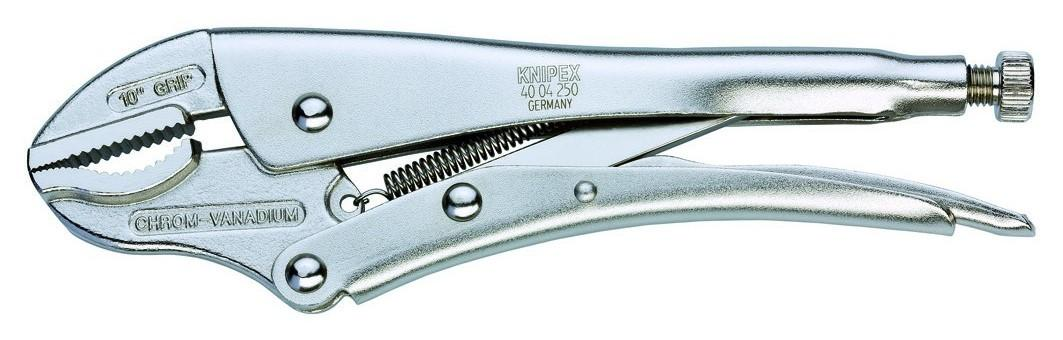 10" GRIP
KNIPEX
40 04 250
GERMANY
CHROM-VANADIUM